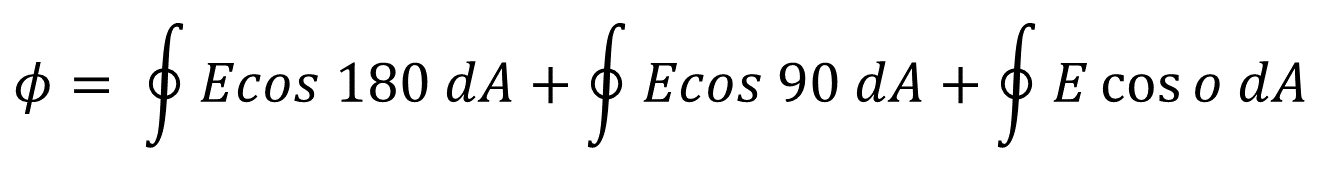 ϕ = ∮ Ecos 180 dA + ∮ Ecos 90 dA + ∮ E cos o dA